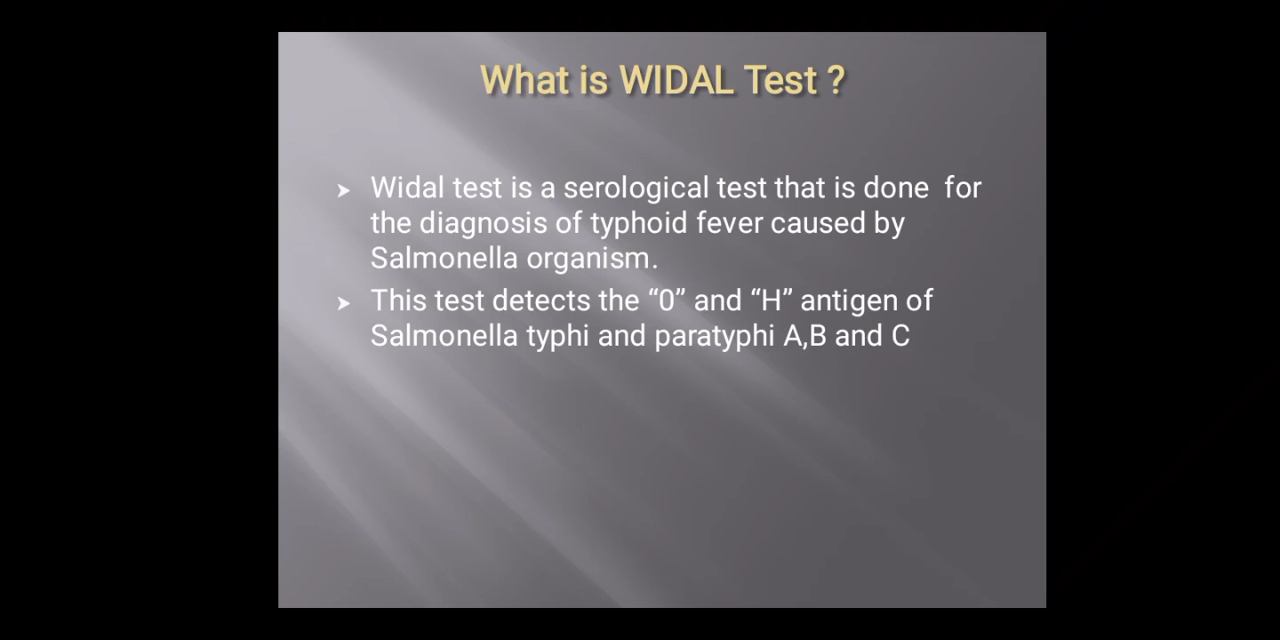 What is WIDAL Test ?
➤ Widal test is a serological test that is done  for
the diagnosis of typhoid fever caused by
Salmonella organism.
➤ This test detects the “0” and “H” antigen of
Salmonella typhi and paratyphi A,B and C